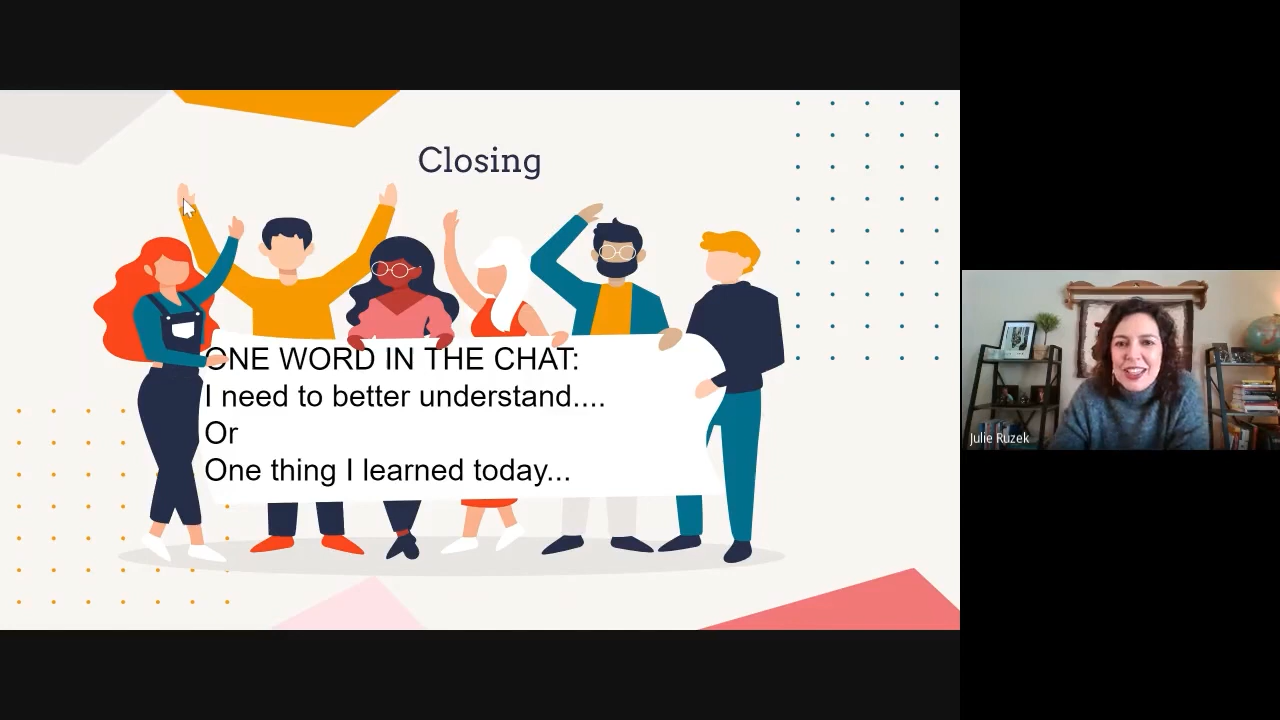 Closing
ONE WORD IN THE CHAT:
I need to better understand....
Or
One thing I learned today...
Julie Ruzek